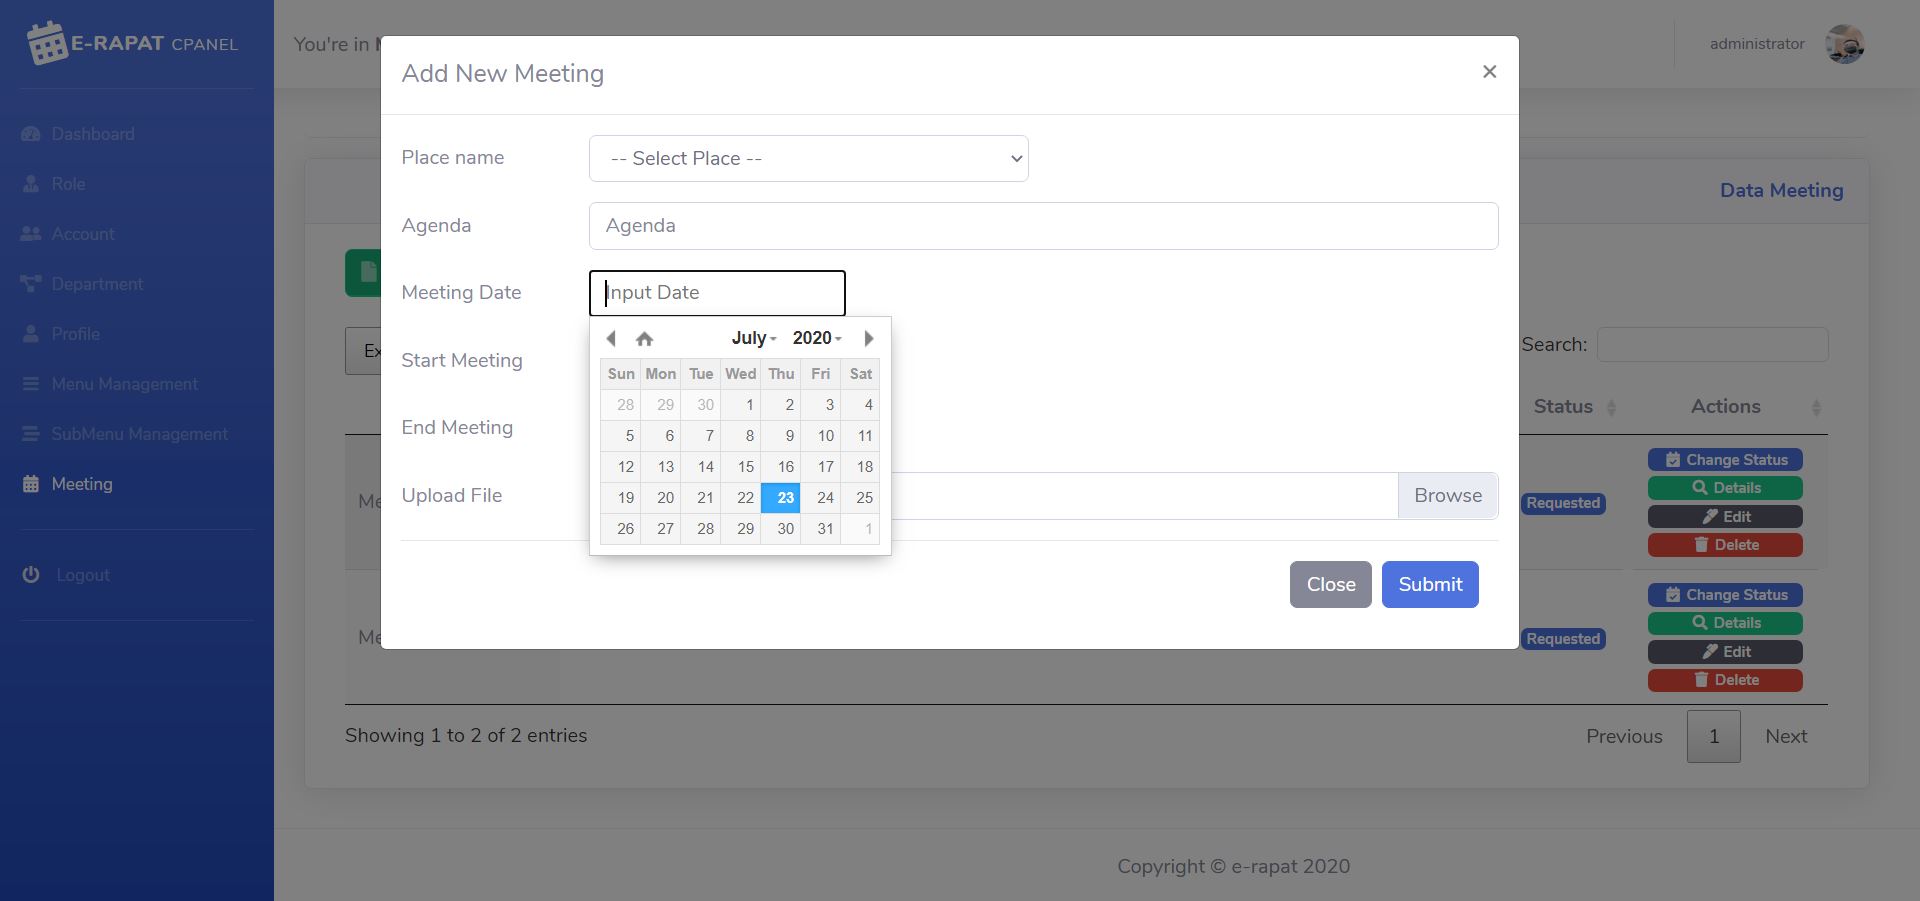 E-RAPAT CPANEL
Dashboard
Role
Account
Department
Profile
Menu Management
SubMenu Management
Meeting
Logout
You're in
administrator
Add New Meeting
×
Place name
-- Select Place --
Agenda
Agenda
Meeting Date
Input Date
July 2020
Sun Mon Tue Wed Thu Fri Sat
28 29 30 1 2 3 4
5 6 7 8 9 10 11
12 13 14 15 16 17 18
19 20 21 22 23 24 25
26 27 28 29 30 31 1
Start Meeting
End Meeting
Upload File
Browse
Close
Submit
Data Meeting
Ex
Search:
Status
Actions
Me
Requested
Change Status
Details
Edit
Delete
Me
Requested
Change Status
Details
Edit
Delete
Showing 1 to 2 of 2 entries
Previous 1 Next
Copyright © e-rapat 2020